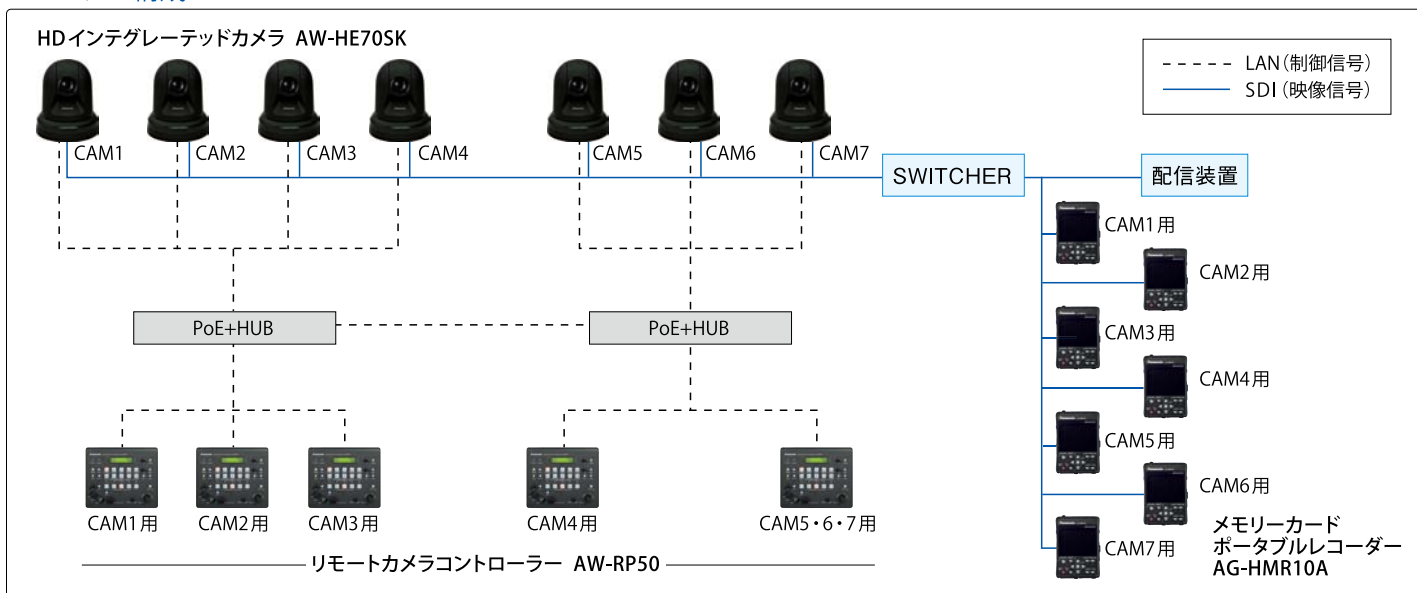 HDインテグレーテッドカメラ AW-HE70SK
LAN（制御信号）
SDI（映像信号）
CAM1
CAM2
CAM3
CAM4
CAM5
CAM6
CAM7
SWITCHER
配信装置
CAM1用
CAM2用
CAM3用
CAM4用
CAM5用
CAM6用
CAM7用
メモリーカード
ポータブルレコーダー
AG-HMR10A
PoE+HUB
PoE+HUB
CAM1用
CAM2用
CAM3用
CAM4用
CAM5・6・7用
リモートカメラコントローラー AW-RP50